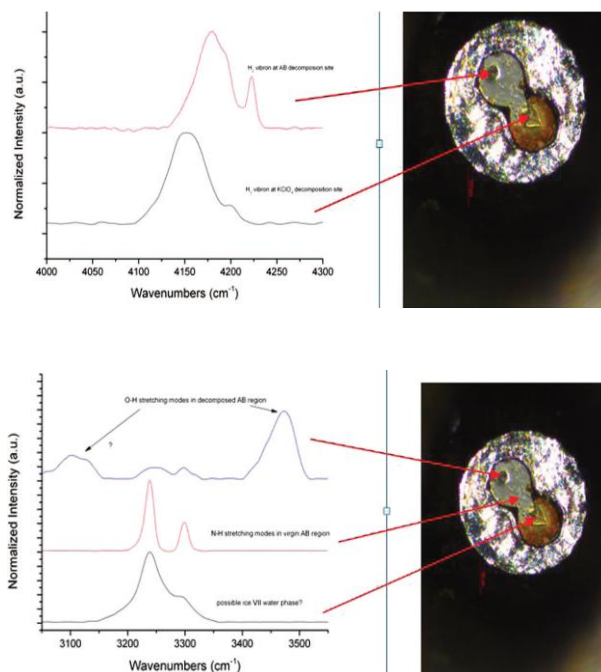 Normalized Intensity (a.u.)
H2 vibron at AB decomposion site
H2 vibron at KClO4 decomposition site
4000 4050 4100 4150 4200 4250 4300
Wavenumbers (cm-1)
Normalized Intensity (a.u.)
O-H stretching modes in decomposed AB region
?
N-H stretching modes in virgin AB region
possible ice VII water phase?
3100 3200 3300 3400 3500
Wavenumbers (cm-1)